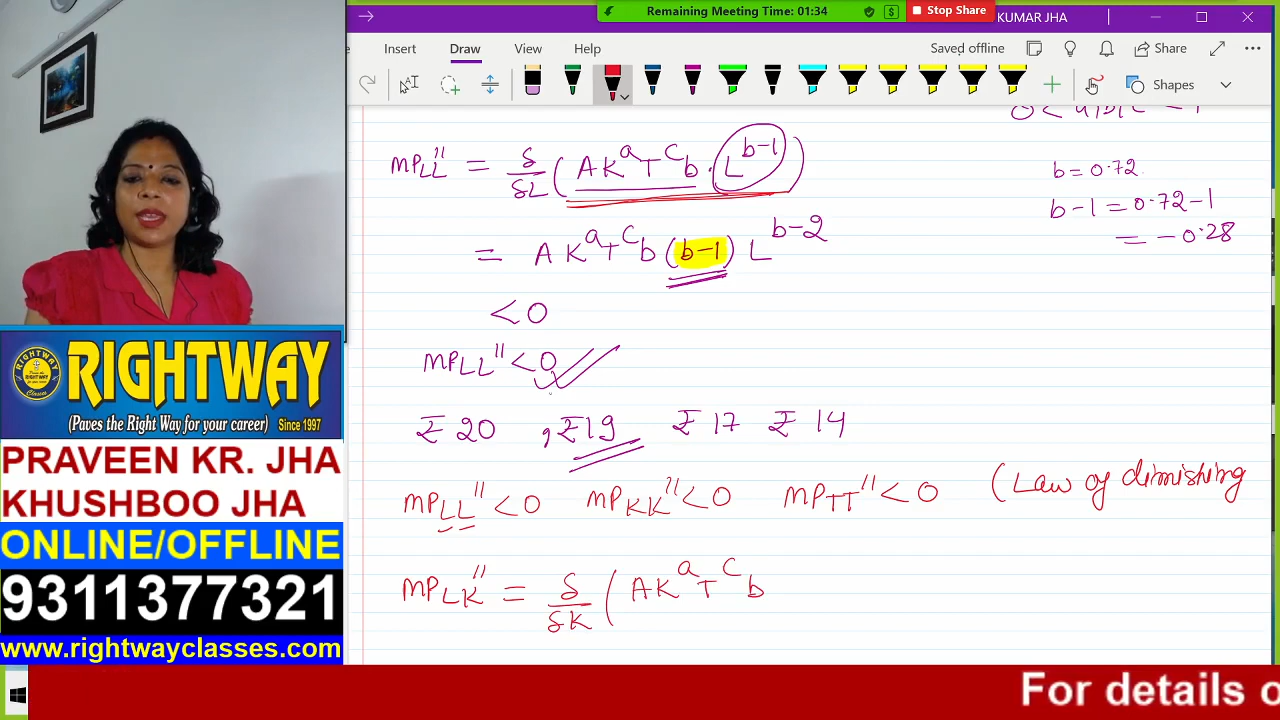 Remaining Meeting Time: 01:34 $ Stop Share KUMAR JHA
Insert Draw View Help Saved offline Share
Shapes
MPLL'' = δ/δL (AK^a T^c b · L^b-1)
b = 0.72
b-1 = 0.72-1
= -0.28
= AK^a T^c b (b-1) L^b-2
< 0
MPLL'' < 0
₹ 20 , ₹ 19 ₹ 17 ₹ 14
MPLL'' < 0 MPKK'' < 0 MPTT'' < 0 (Law of dimishing
MPLK'' = δ/δK ( AK^a T^c b
RIGHTWAY
RIGHTWAY
(Paves the Right Way for your career) Since 1997
PRAVEEN KR. JHA
KHUSHBOO JHA
ONLINE/OFFLINE
9311377321
www.rightwayclasses.com
For details o